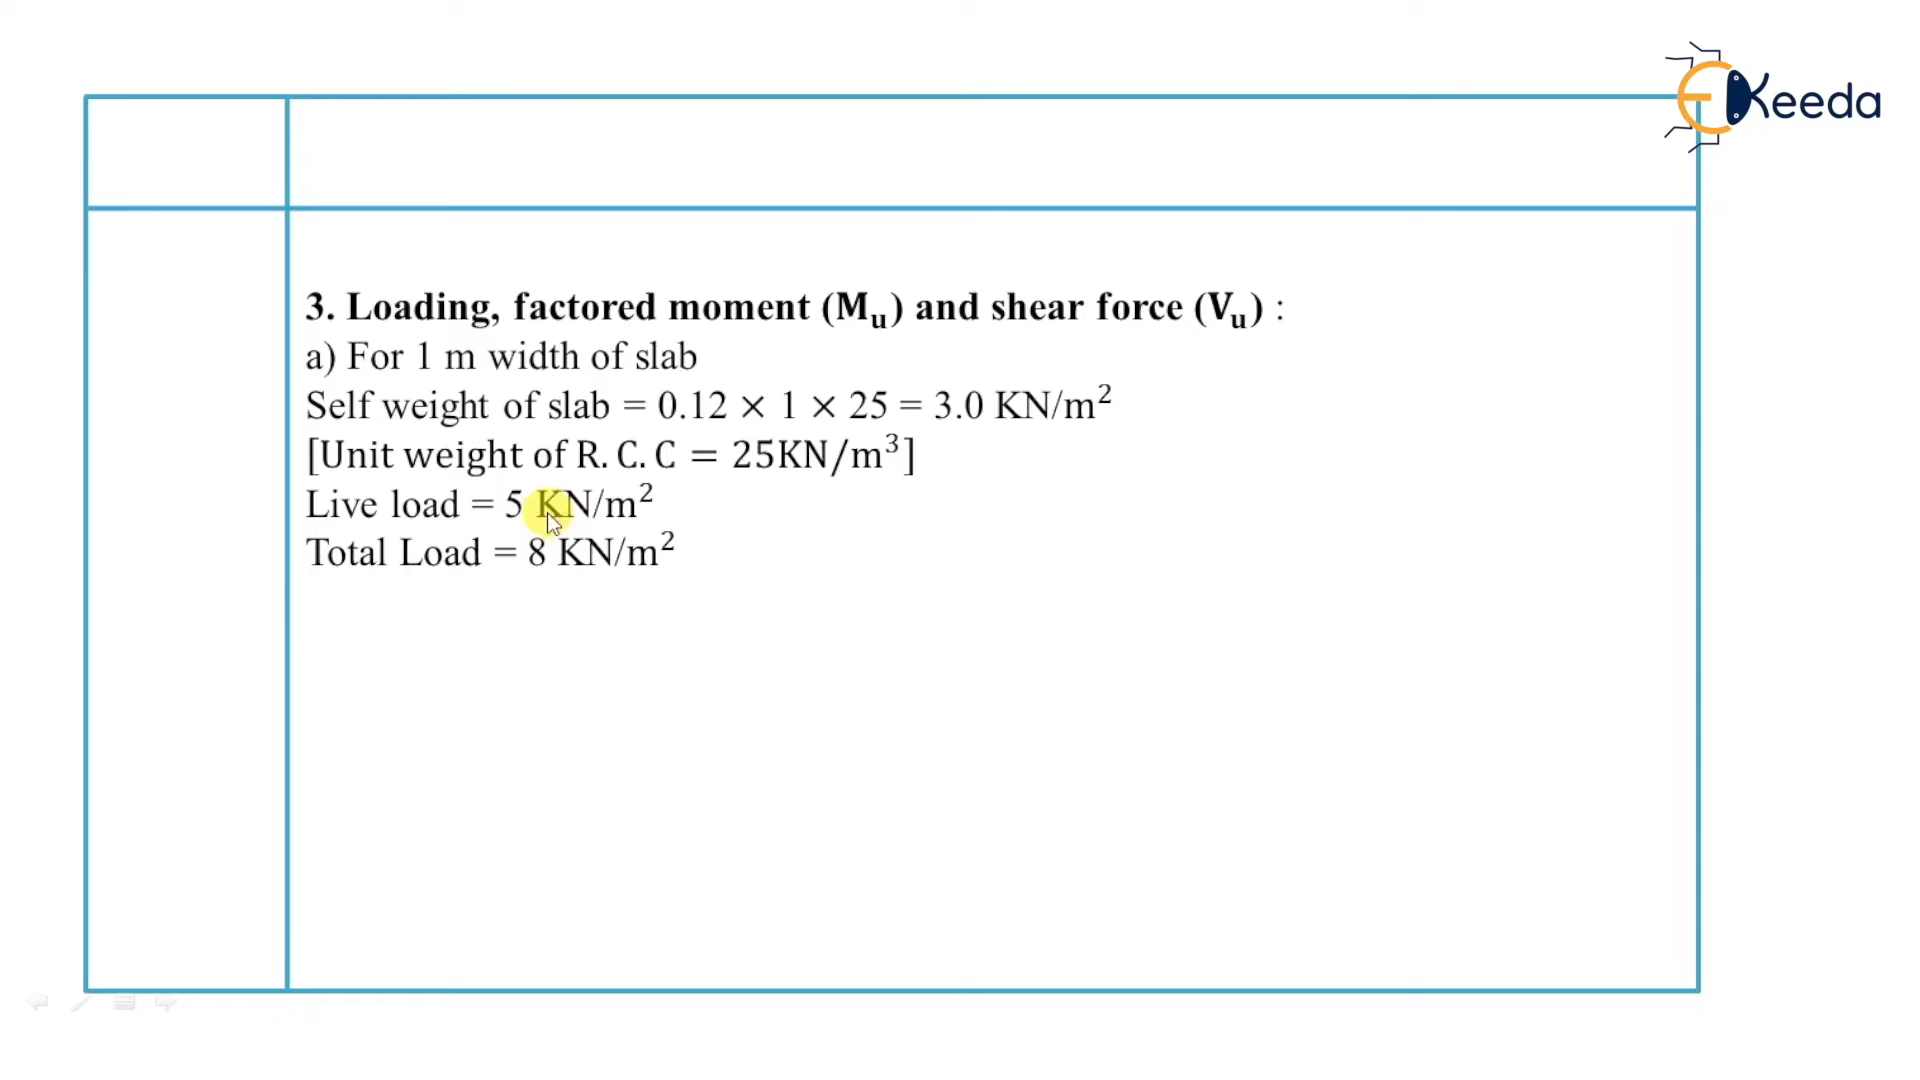 Keeda
3. Loading, factored moment (Mᵤ) and shear force (Vᵤ) :
a) For 1 m width of slab
Self weight of slab = 0.12 × 1 × 25 = 3.0 KN/m²
[Unit weight of R. C. C = 25KN/m³]
Live load = 5 KN/m²
Total Load = 8 KN/m²